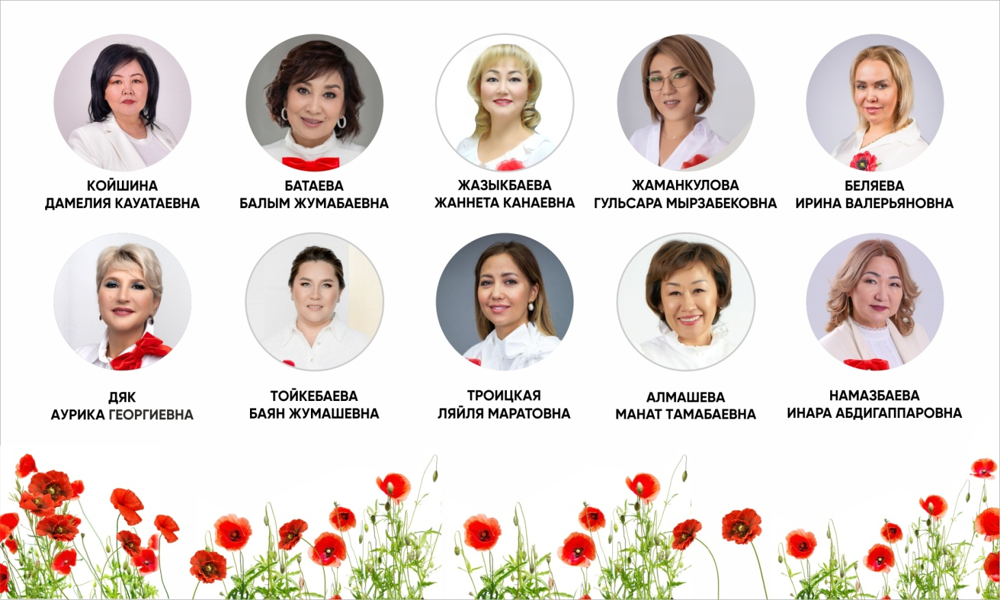 КОЙШИНА
ДАМЕЛИЯ КАУАТАЕВНА
БАТАЕВА
БАЛЫМ ЖУМАБАЕВНА
ЖАЗЫКБАЕВА
ЖАННЕТА КАНАЕВНА
ЖАМАНКУЛОВА
ГУЛЬСАРА МЫРЗАБЕКОВНА
БЕЛЯЕВА
ИРИНА ВАЛЕРЬЯНОВНА
ДЯК
АУРИКА ГЕОРГИЕВНА
ТОЙКЕБАЕВА
БАЯН ЖУМАШЕВНА
ТРОИЦКАЯ
ЛЯЙЛЯ МАРАТОВНА
АЛМАШЕВА
МАНАТ ТАМАБАЕВНА
НАМАЗБАЕВА
ИНАРА АБДИГАППАРОВНА